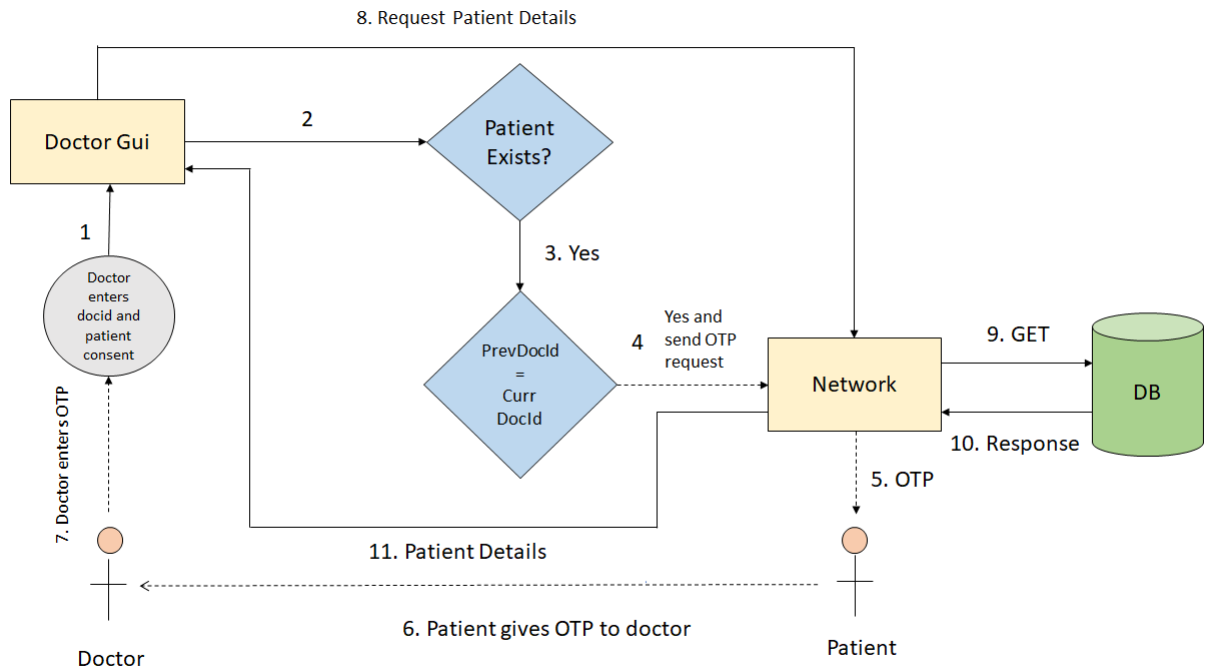 8. Request Patient Details
Doctor Gui
2
Patient
Exists?
1
3. Yes
Doctor
enters
docid and
patient
consent
PrevDocId
=
Curr
DocId
4
Yes and
send OTP
request
Network
9. GET
DB
10. Response
5. OTP
7. Doctor enters OTP
11. Patient Details
6. Patient gives OTP to doctor
Doctor
Patient